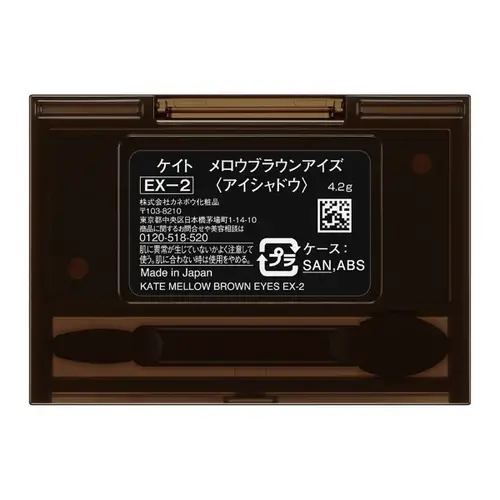 ケイト メロウブラウンアイズ
EX-2 〈アイシャドウ〉 4.2g
株式会社カネボウ化粧品
〒103-8210
東京都中央区日本橋茅場町1-14-10
商品に関するお問合せや美容相談は
0120-518-520
肌に異常が生じていないかよく注意して
使う。肌に合わない時は使用をやめる。
プラ ケース:
SAN,ABS
Made in Japan
KATE MELLOW BROWN EYES EX-2